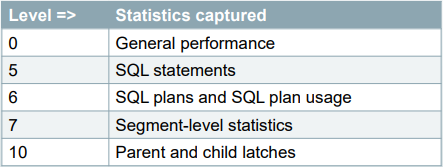 Level => Statistics captured
0 General performance
5 SQL statements
6 SQL plans and SQL plan usage
7 Segment-level statistics
10 Parent and child latches